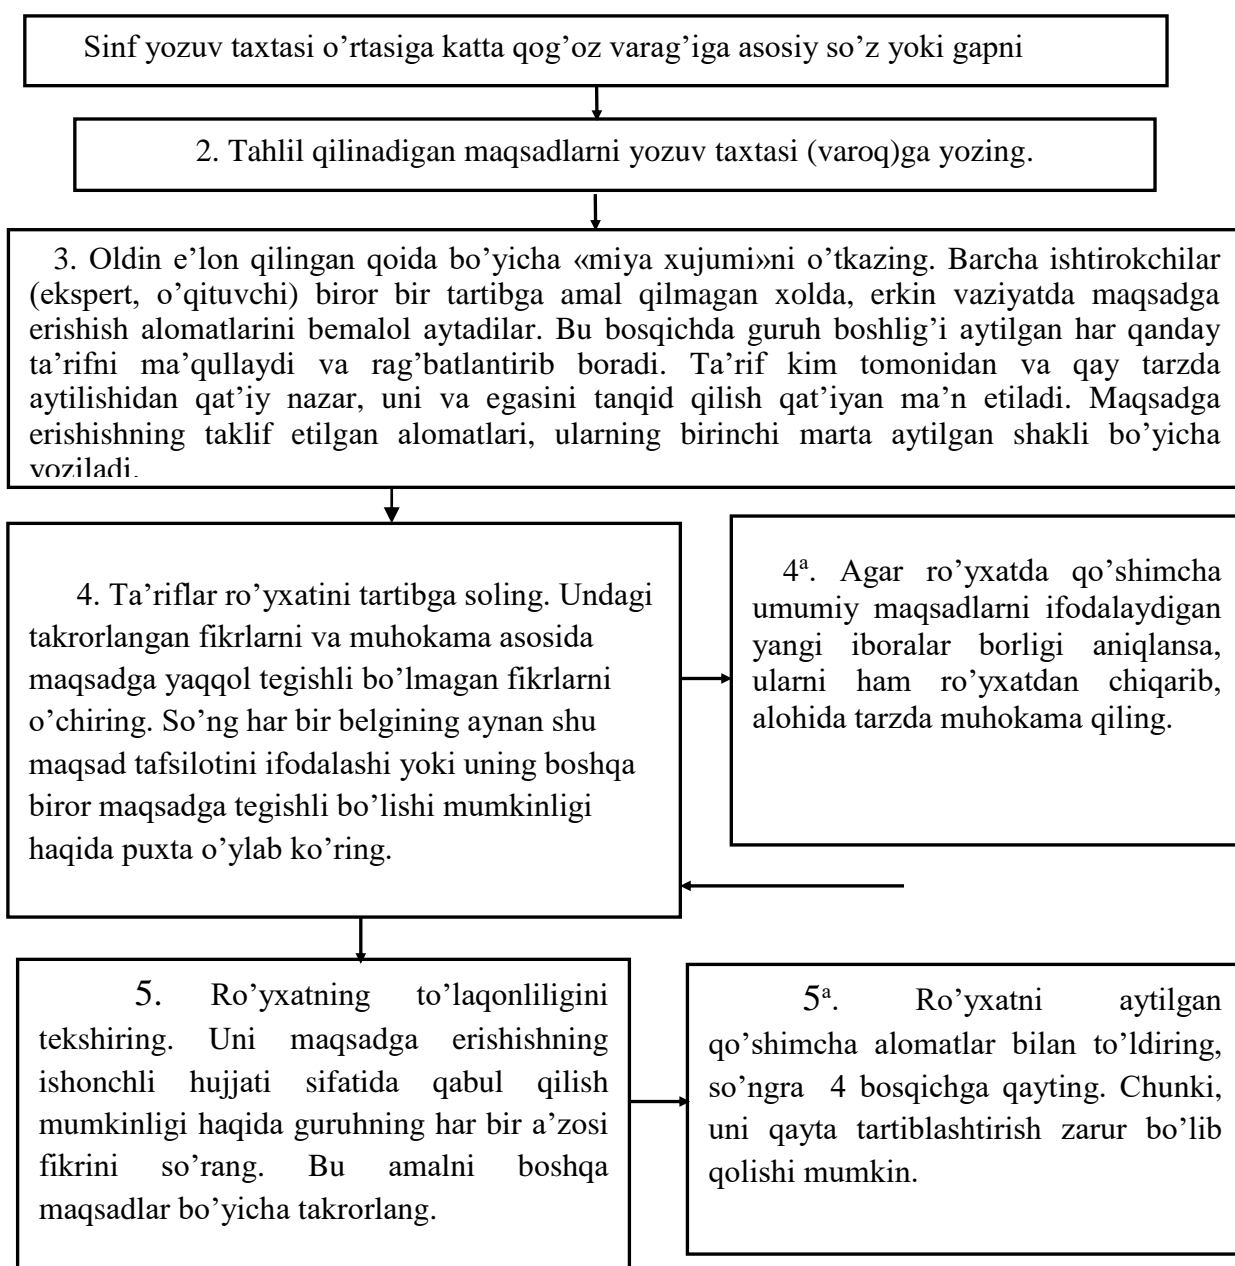 Sinf yozuv taxtasi o’rtasiga katta qog’oz varag’iga asosiy so’z yoki gapni
2. Tahlil qilinadigan maqsadlarni yozuv taxtasi (varoq)ga yozing.
3. Oldin e’lon qilingan qoida bo’yicha «miya xujumi»ni o’tkazing. Barcha ishtirokchilar
(ekspert, o’qituvchi) biror bir tartibga amal qilmagan xolda, erkin vaziyatda maqsadga
erishish alomatlarini bemalol aytadilar. Bu bosqichda guruh boshlig’i aytilgan har qanday
ta’rifni ma’qullaydi va rag’batlantirib boradi. Ta’rif kim tomonidan va qay tarzda
aytilishidan qat’iy nazar, uni va egasini tanqid qilish qat’iyan ma’n etiladi. Maqsadga
erishishning taklif etilgan alomatlari, ularning birinchi marta aytilgan shakli bo’yicha
yoziladi.
4. Ta’riflar ro’yxatini tartibga soling. Undagi
takrorlangan fikrlarni va muhokama asosida
maqsadga yaqqol tegishli bo’lmagan fikrlarni
o’chiring. So’ng har bir belgining aynan shu
maqsad tafsilotini ifodalashi yoki uning boshqa
biror maqsadga tegishli bo’lishi mumkinligi
haqida puxta o’ylab ko’ring.
4ᵃ. Agar ro’yxatda qo’shimcha
umumiy maqsadlarni ifodalaydigan
yangi iboralar borligi aniqlansa,
ularni ham ro’yxatdan chiqarib,
alohida tarzda muhokama qiling.
5. Ro’yxatning to’laqonliligini
tekshiring. Uni maqsadga erishishning
ishonchli hujjati sifatida qabul qilish
mumkinligi haqida guruhning har bir a’zosi
fikrini so’rang. Bu amalni boshqa
maqsadlar bo’yicha takrorlang.
5ᵃ. Ro’yxatni aytilgan
qo’shimcha alomatlar bilan to’ldiring,
so’ngra 4 bosqichga qayting. Chunki,
uni qayta tartiblashtirish zarur bo’lib
qolishi mumkin.